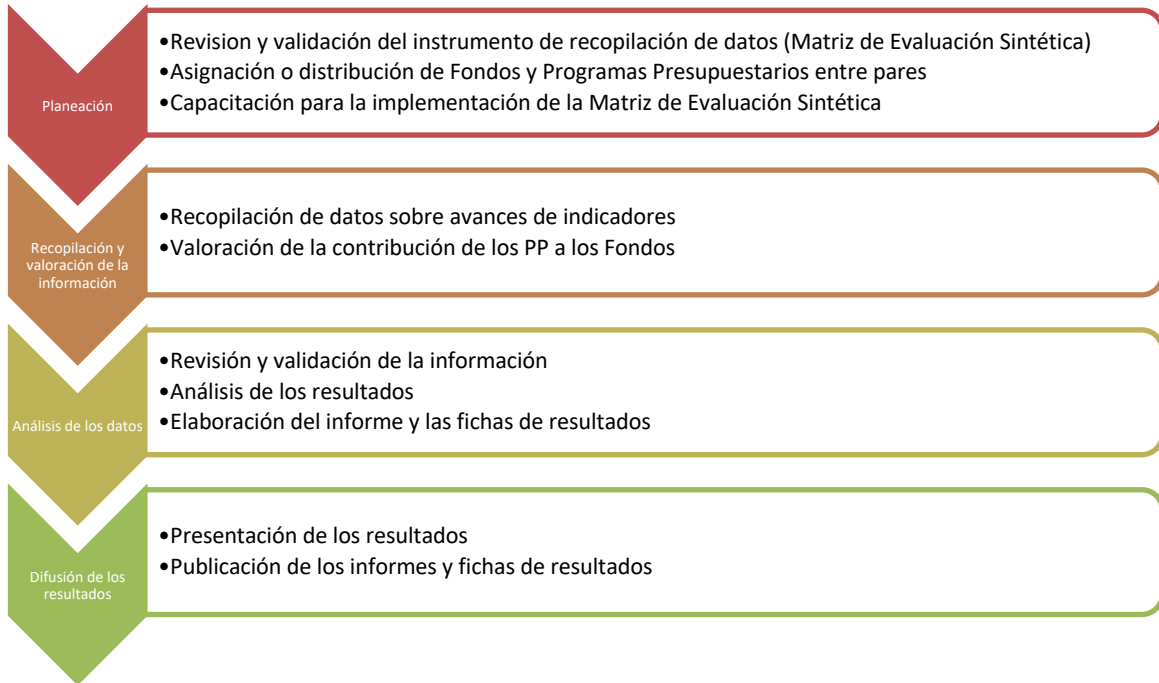 Planeación
•Revision y validación del instrumento de recopilación de datos (Matriz de Evaluación Sintética)
•Asignación o distribución de Fondos y Programas Presupuestarios entre pares
•Capacitación para la implementación de la Matriz de Evaluación Sintética
Recopilación y
valoración de la
información
•Recopilación de datos sobre avances de indicadores
•Valoración de la contribución de los PP a los Fondos
Análisis de los datos
•Revisión y validación de la información
•Análisis de los resultados
•Elaboración del informe y las fichas de resultados
Difusión de los
resultados
•Presentación de los resultados
•Publicación de los informes y fichas de resultados